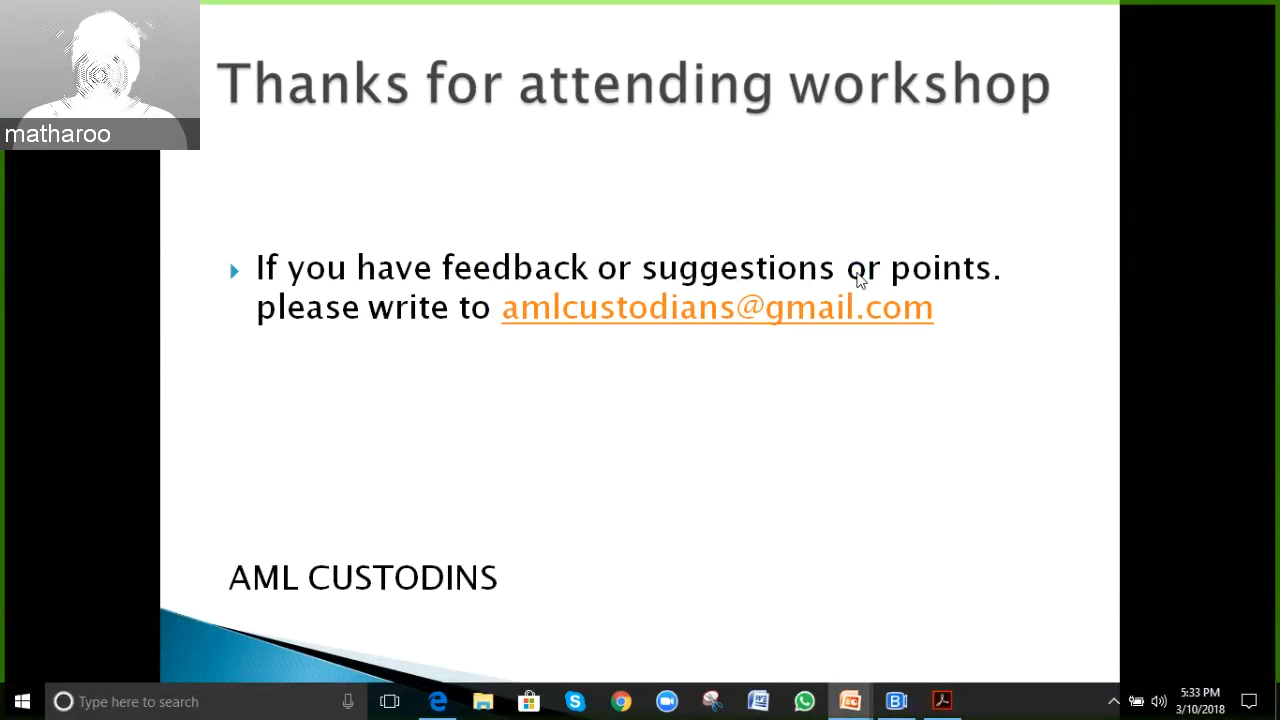 Thanks for attending workshop
matharoo
If you have feedback or suggestions or points.
please write to amlcustodians@gmail.com
AML CUSTODINS
Type here to search
5:33 PM
3/10/2018